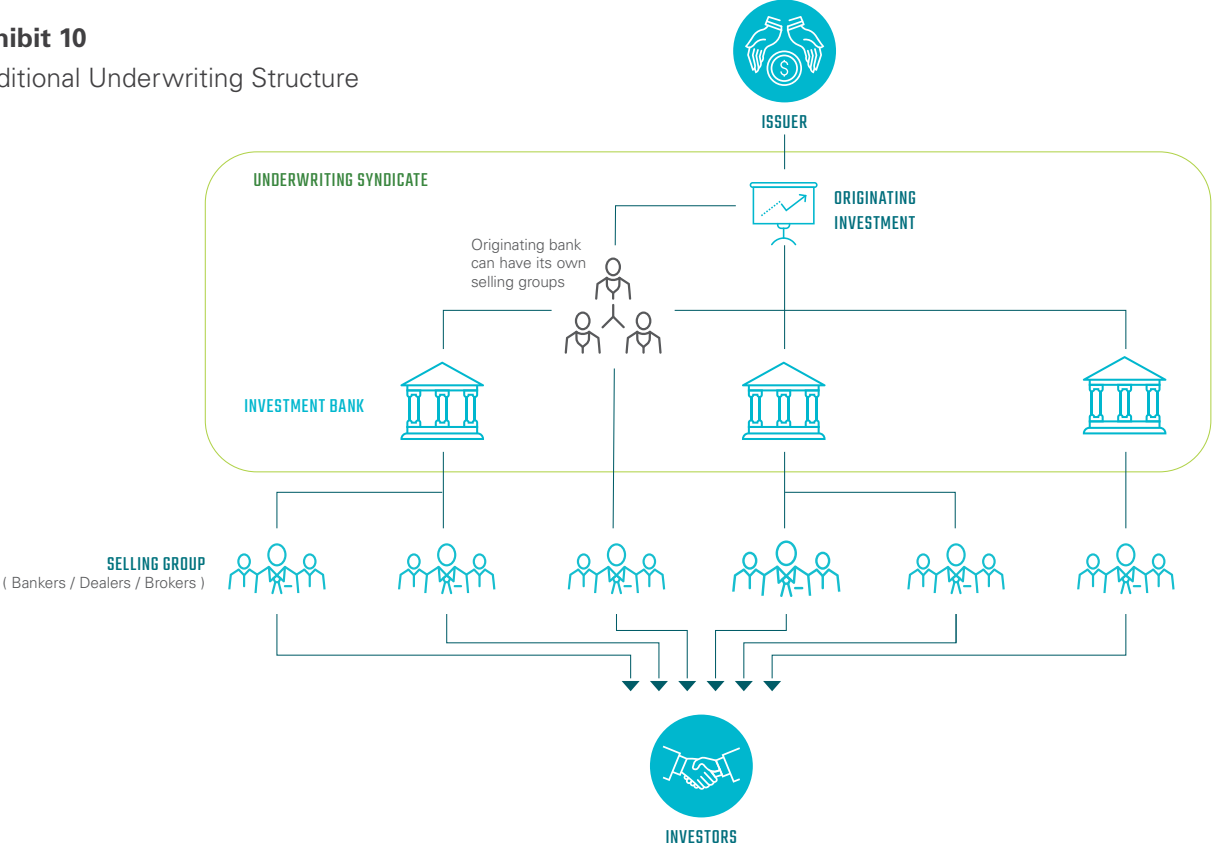 hibit 10
ditional Underwriting Structure
ISSUER
UNDERWRITING SYNDICATE
ORIGINATING
INVESTMENT
Originating bank
can have its own
selling groups
INVESTMENT BANK
SELLING GROUP
( Bankers / Dealers / Brokers )
$
INVESTORS